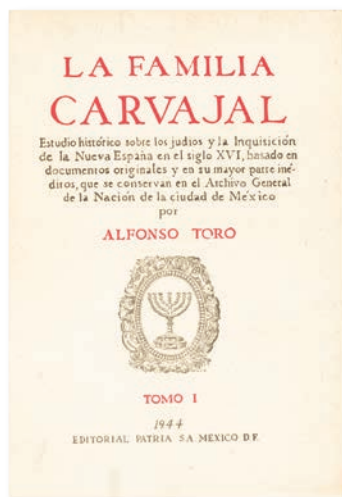 LA FAMILIA
CARVAJAL
Estudio histórico sobre los judíos y la Inquisición
de la Nueva España en el siglo XVI, basado en
documentos originales y en su mayor parte iné-
ditos, que se conservan en el Archivo General
de la Nación de la ciudad de México
por
ALFONSO TORO
TOMO I
1944
EDITORIAL PATRIA S.A. MEXICO D.F.